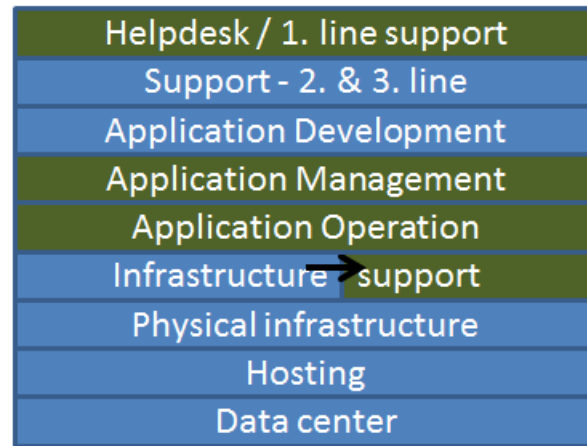 Helpdesk / 1. line support
Support - 2. & 3. line
Application Development
Application Management
Application Operation
Infrastructure support
Physical infrastructure
Hosting
Data center